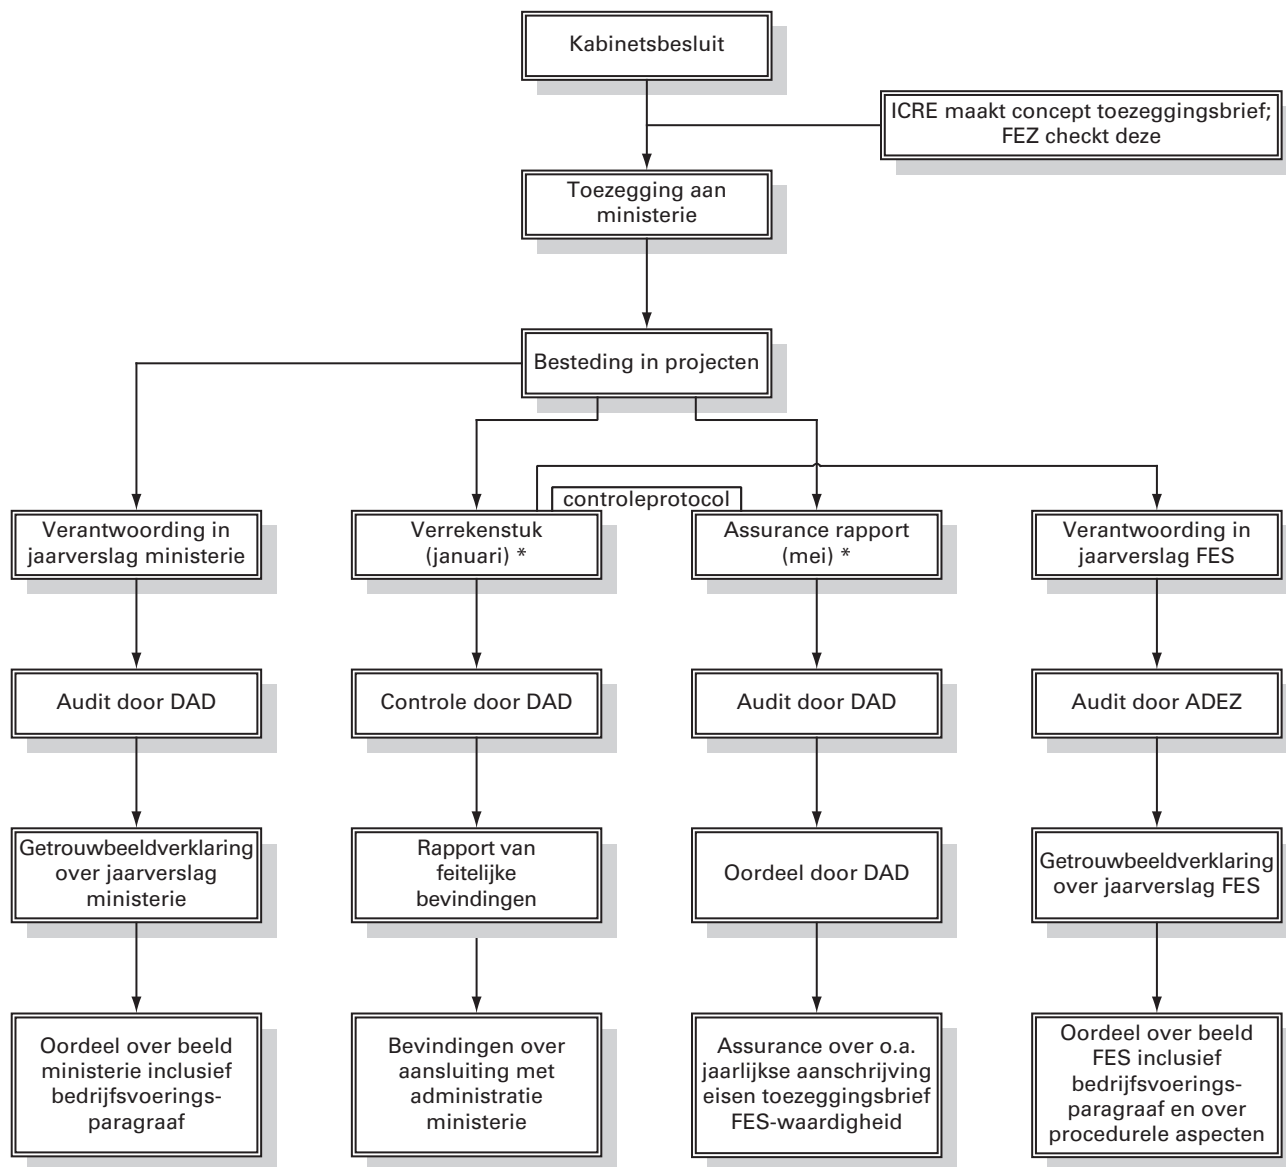 Kabinetsbesluit
ICRE maakt concept toezeggingsbrief;
FEZ checkt deze
Toezegging aan
ministerie
Besteding in projecten
controleprotocol
Verantwoording in
jaarverslag ministerie
Verrekenstuk
(januari) *
Assurance rapport
(mei) *
Verantwoording in
jaarverslag FES
Audit door DAD
Controle door DAD
Audit door DAD
Audit door ADEZ
Getrouwbeeldverklaring
over jaarverslag
ministerie
Rapport van
feitelijke
bevindingen
Oordeel door DAD
Getrouwbeeldverklaring
over jaarverslag FES
Oordeel over beeld
ministerie inclusief
bedrijfsvoerings-
paragraaf
Bevindingen over
aansluiting met
administratie
ministerie
Assurance over o.a.
jaarlijkse aanschrijving
eisen toezeggingsbrief
FES-waardigheid
Oordeel over beeld
FES inclusief
bedrijfsvoerings-
paragraaf en over
procedurele aspecten